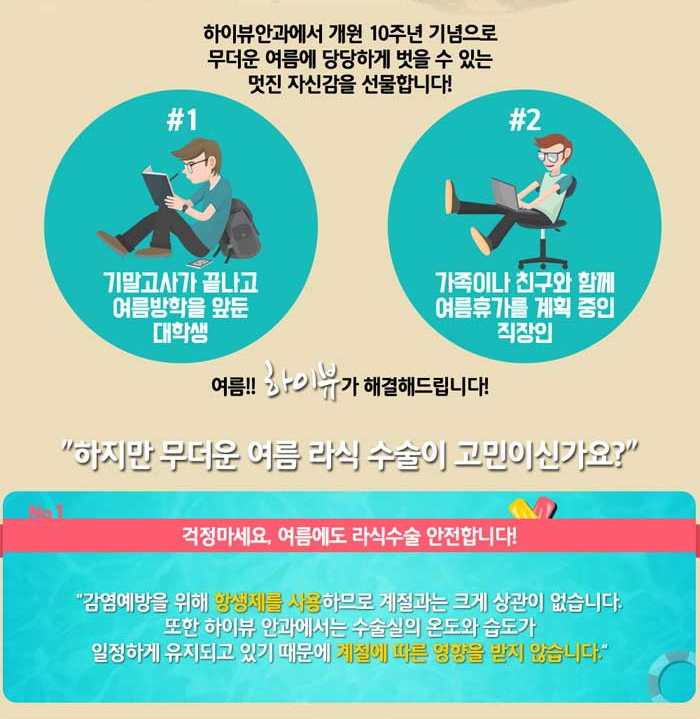 하이뷰안과에서 개원 10주년 기념으로
무더운 여름에 당당하게 벗을 수 있는
멋진 자신감을 선물합니다!
#1
기말고사가 끝나고
여름방학을 앞둔
대학생
#2
가족이나 친구와 함께
여름휴가를 계획 중인
직장인
여름!! 하이뷰가 해결해드립니다!
"하지만 무더운 여름 라식 수술이 고민이신가요?"
No.1
걱정마세요, 여름에도 라식수술 안전합니다!
"감염예방을 위해 항생제를 사용하므로 계절과는 크게 상관이 없습니다.
또한 하이뷰 안과에서는 수술실의 온도와 습도가
일정하게 유지되고 있기 때문에 계절에 따른 영향을 받지 않습니다."